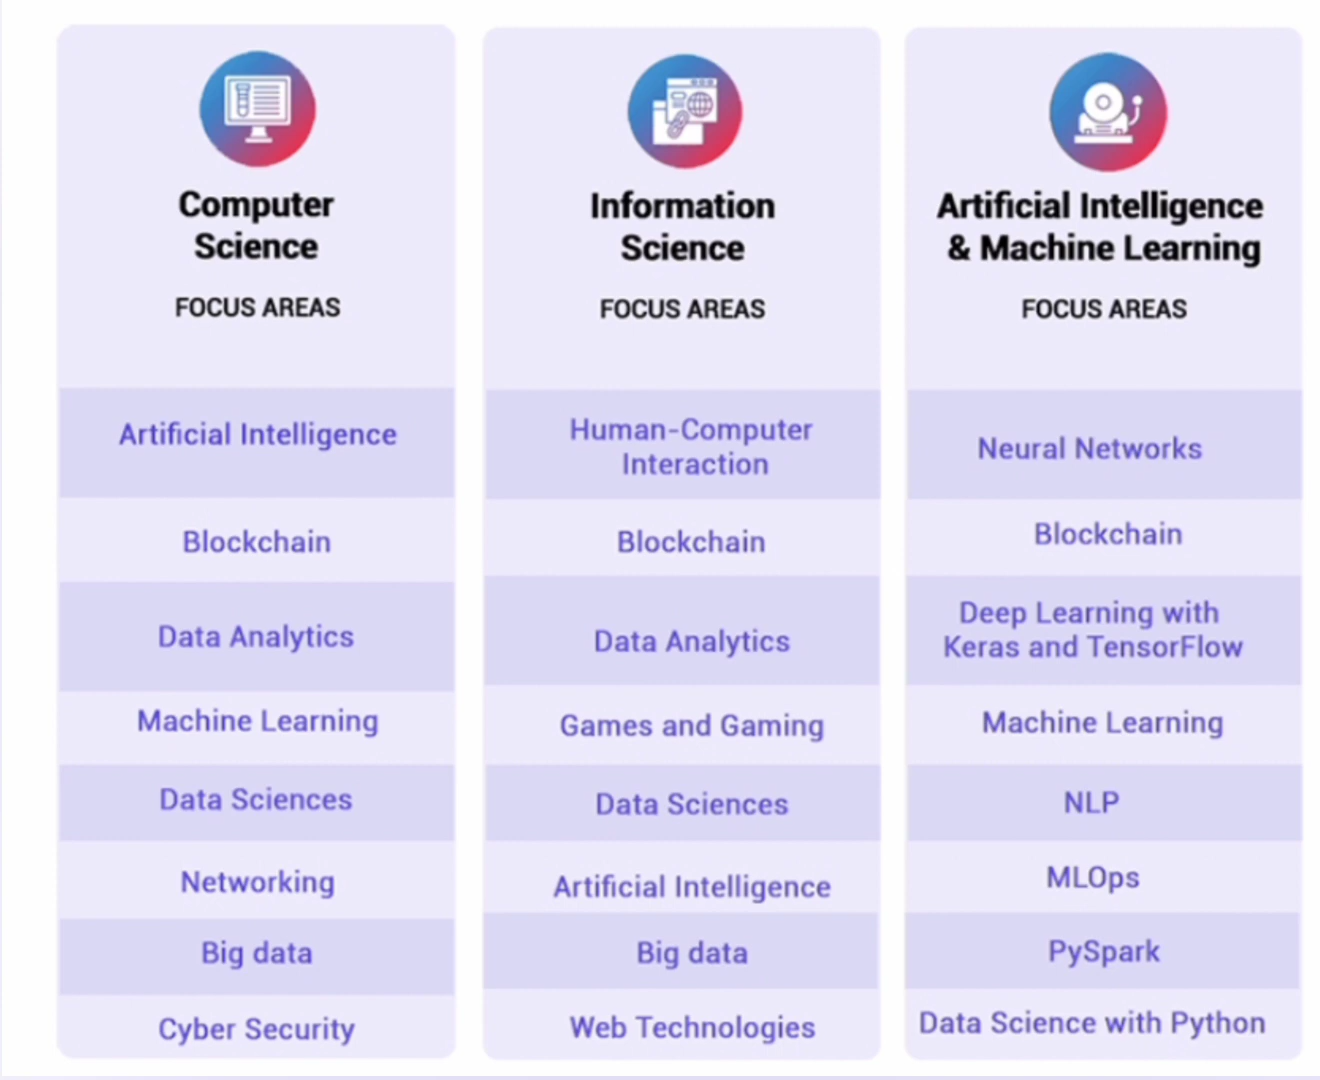 Computer
Science
FOCUS AREAS
Artificial Intelligence
Blockchain
Data Analytics
Machine Learning
Data Sciences
Networking
Big data
Cyber Security
Information
Science
FOCUS AREAS
Human-Computer
Interaction
Blockchain
Data Analytics
Games and Gaming
Data Sciences
Artificial Intelligence
Big data
Web Technologies
Artificial Intelligence
& Machine Learning
FOCUS AREAS
Neural Networks
Blockchain
Deep Learning with
Keras and TensorFlow
Machine Learning
NLP
MLOps
PySpark
Data Science with Python